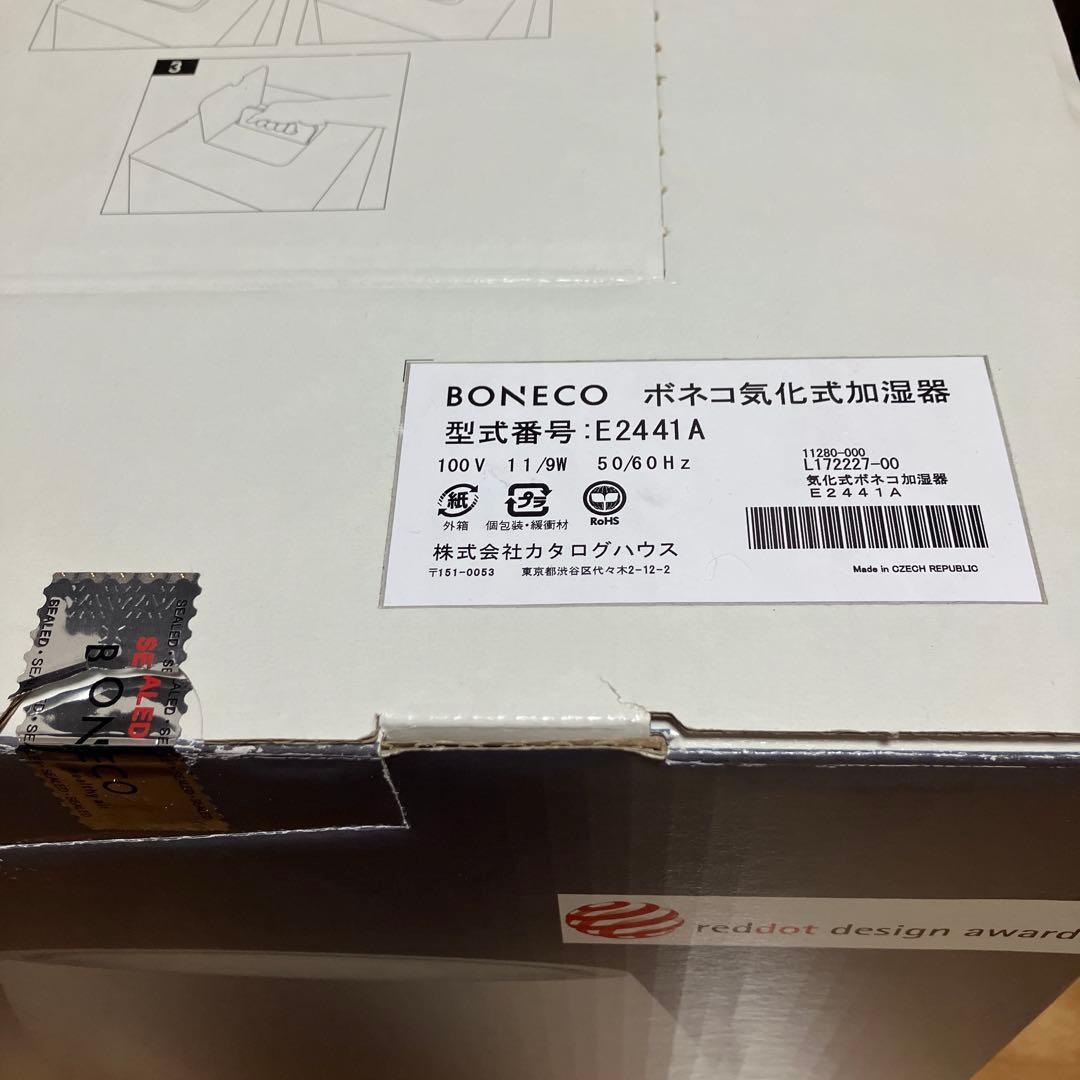 3
BONECO ボネコ気化式加湿器
型式番号:E2441A
100V 11/9W 50/60Hz
11280-000
L172227-00
気化式ボネコ加湿器
E2441A
紙
プラ
外箱
個包装・緩衝材
RoHS
株式会社カタログハウス
〒151-0053 東京都渋谷区代々木2-12-2
Made in CZECH REPUBLIC
SEALED
BONECO
healthy air
reddot design award